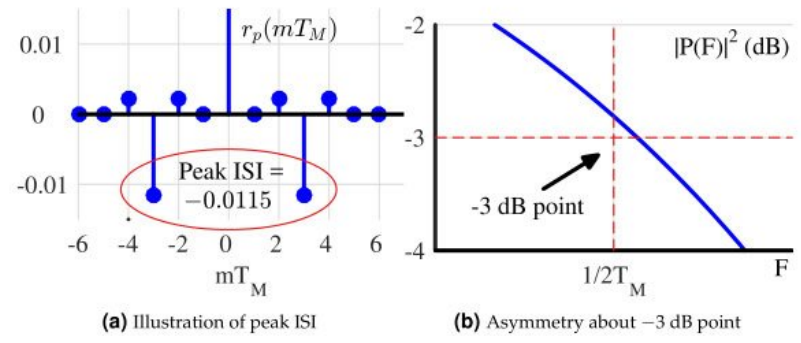 0.01
0
-0.01
r_p(mT_M)
Peak ISI =
−0.0115
-6 -4 -2 0 2 4 6
mT_M
(a) Illustration of peak ISI
-2
-3
-4
|P(F)|² (dB)
-3 dB point
1/2T_M
F
(b) Asymmetry about −3 dB point